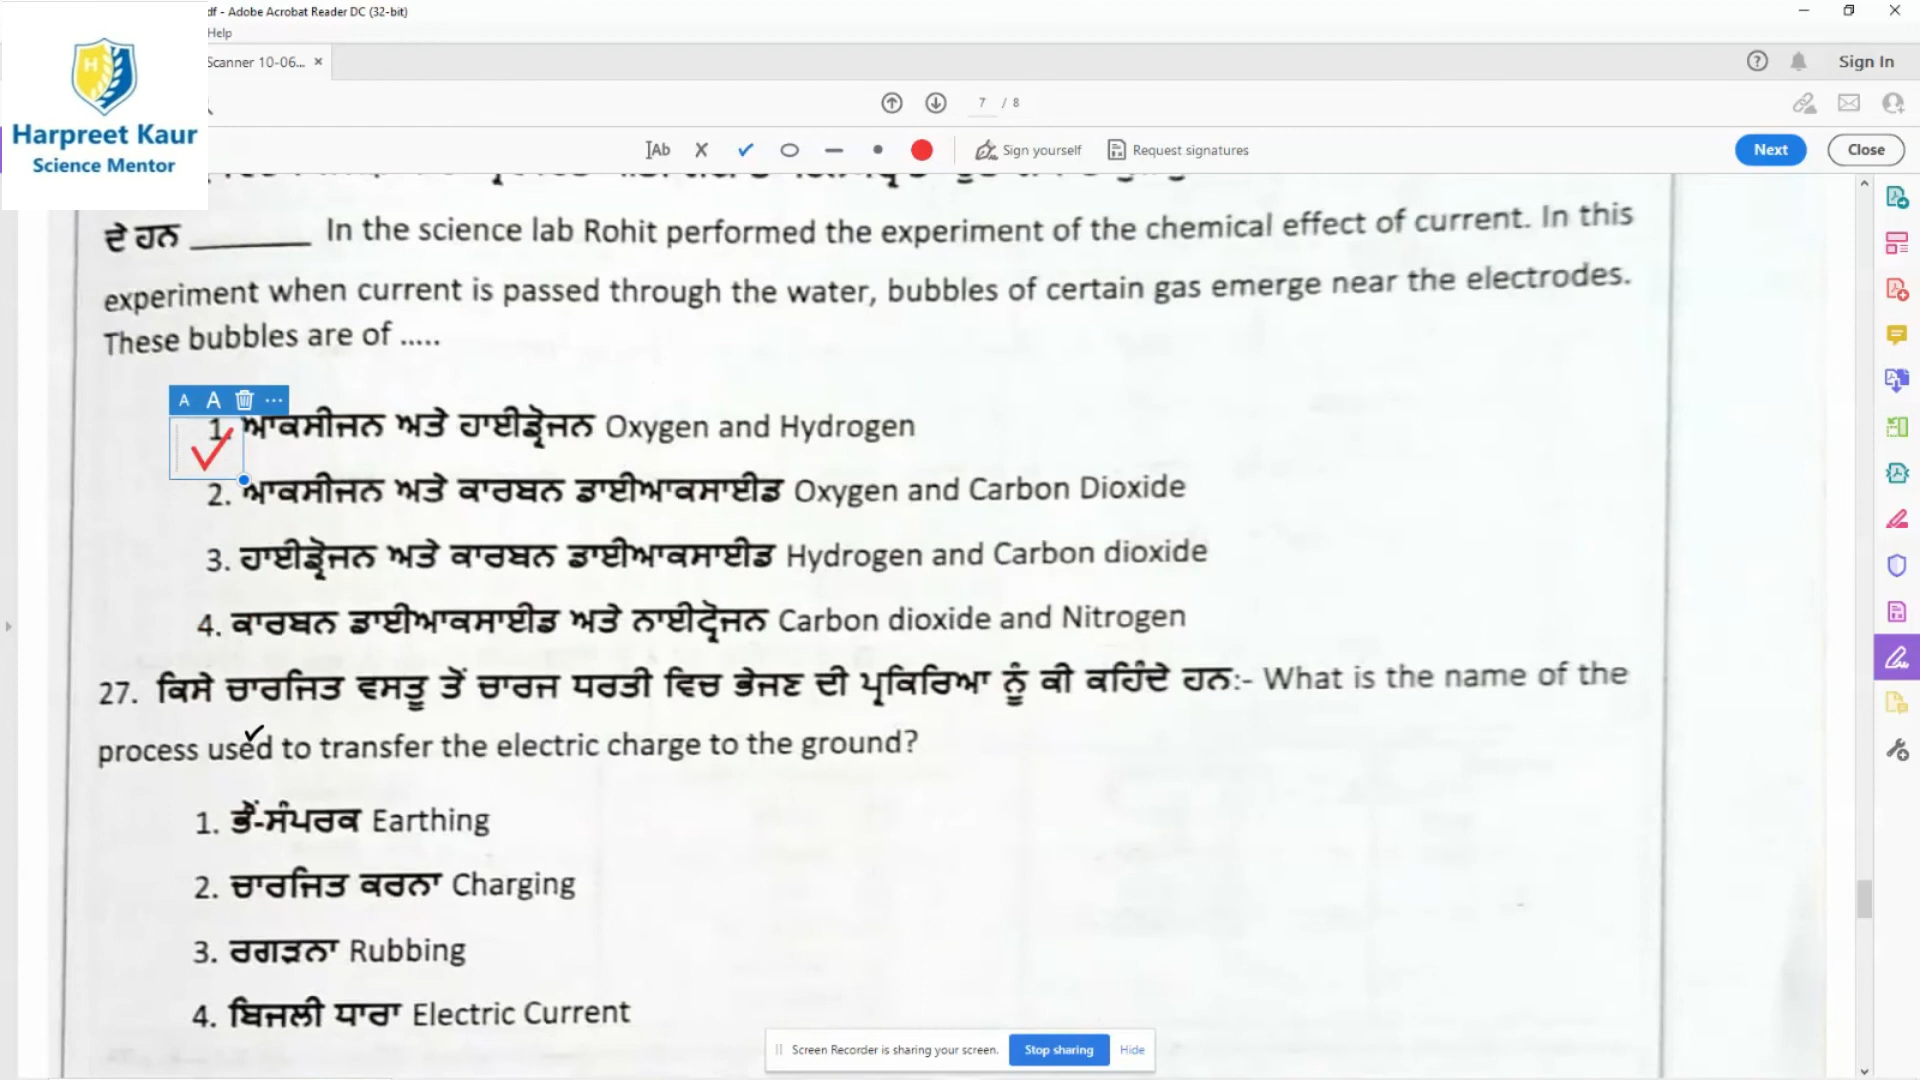 df - Adobe Acrobat Reader DC (32-bit)
Help
Scanner 10-06...
Sign In
7 / 8
Harpreet Kaur
Science Mentor
Ab
Sign yourself
Request signatures
Next
Close
ਦੇ ਹਨ ________ In the science lab Rohit performed the experiment of the chemical effect of current. In this
experiment when current is passed through the water, bubbles of certain gas emerge near the electrodes.
These bubbles are of .....
A A
1. ਆਕਸੀਜਨ ਅਤੇ ਹਾਈਡ੍ਰੋਜਨ Oxygen and Hydrogen
2. ਆਕਸੀਜਨ ਅਤੇ ਕਾਰਬਨ ਡਾਈਆਕਸਾਈਡ Oxygen and Carbon Dioxide
3. ਹਾਈਡ੍ਰੋਜਨ ਅਤੇ ਕਾਰਬਨ ਡਾਈਆਕਸਾਈਡ Hydrogen and Carbon dioxide
4. ਕਾਰਬਨ ਡਾਈਆਕਸਾਈਡ ਅਤੇ ਨਾਈਟ੍ਰੋਜਨ Carbon dioxide and Nitrogen
27. ਕਿਸੇ ਚਾਰਜਿਤ ਵਸਤੂ ਤੋਂ ਚਾਰਜ ਧਰਤੀ ਵਿਚ ਭੇਜਣ ਦੀ ਪ੍ਰਕਿਰਿਆ ਨੂੰ ਕੀ ਕਹਿੰਦੇ ਹਨ:- What is the name of the
process used to transfer the electric charge to the ground?
1. ਭੌਂ-ਸੰਪਰਕ Earthing
2. ਚਾਰਜਿਤ ਕਰਨਾ Charging
3. ਰਗੜਨਾ Rubbing
4. ਬਿਜਲੀ ਧਾਰਾ Electric Current
Screen Recorder is sharing your screen.
Stop sharing
Hide